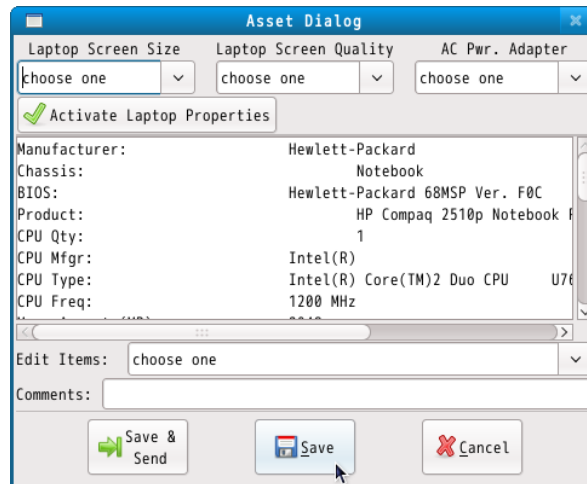 Asset Dialog
Laptop Screen Size Laptop Screen Quality AC Pwr. Adapter
choose one choose one choose one
Activate Laptop Properties
Manufacturer: Hewlett-Packard
Chassis: Notebook
BIOS: Hewlett-Packard 68MSP Ver. F0C
Product: HP Compaq 2510p Notebook
CPU Qty: 1
CPU Mfgr: Intel(R)
CPU Type: Intel(R) Core(TM)2 Duo CPU
CPU Freq: 1200 MHz
Edit Items: choose one
Comments:
Save & Send
Save
Cancel